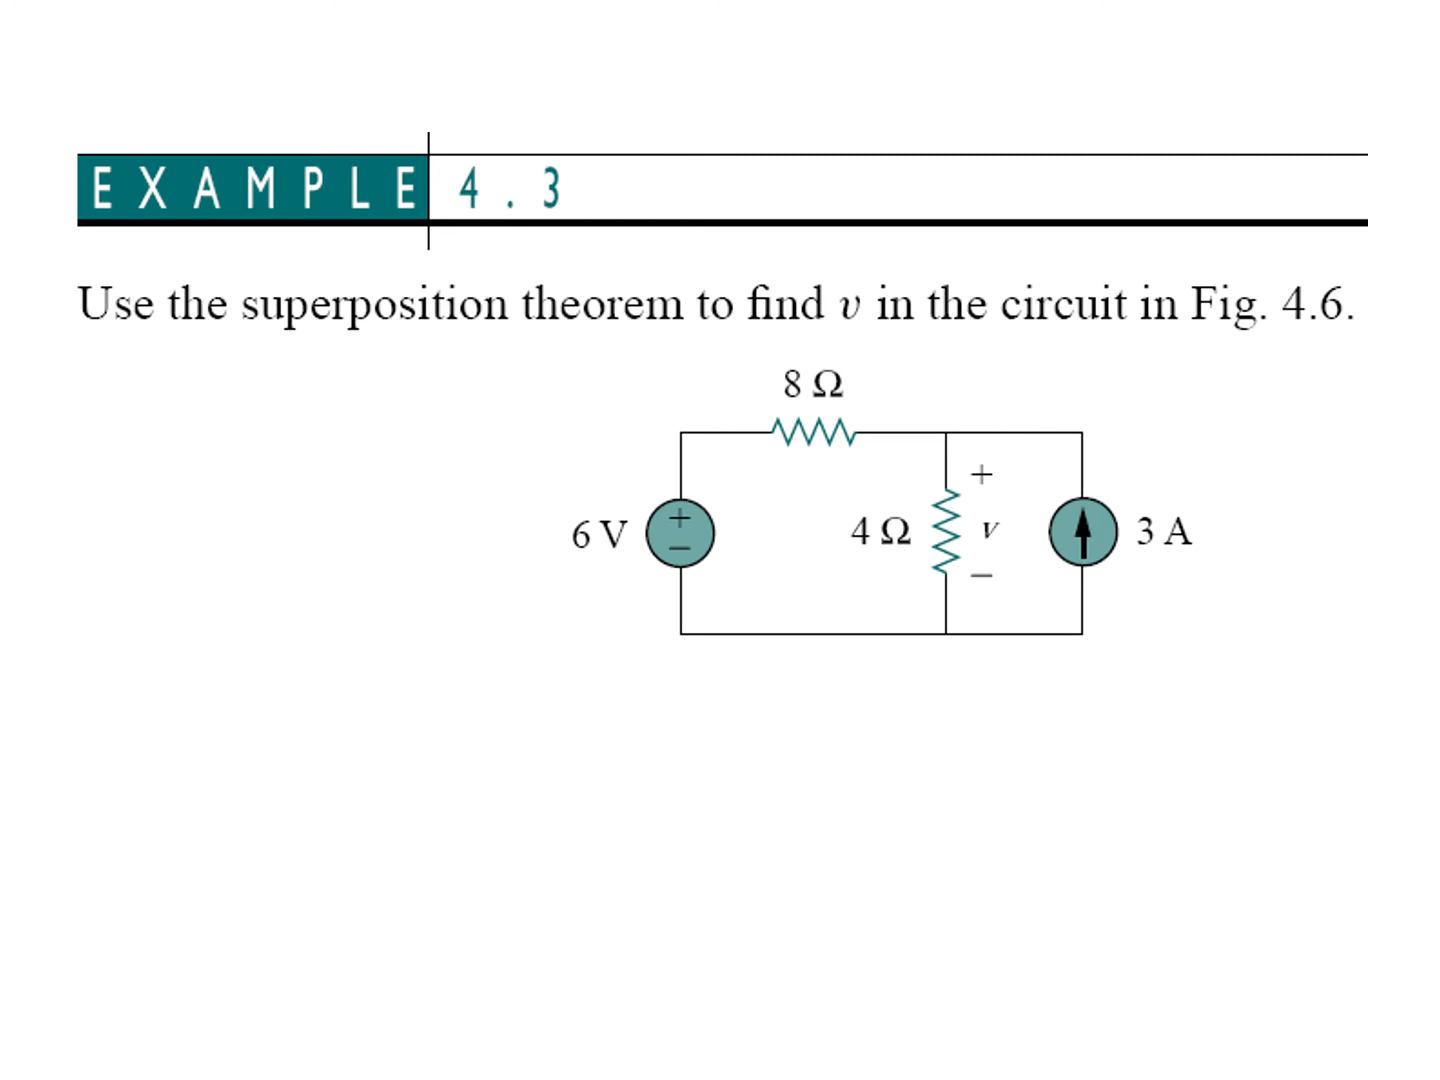 EXAMPLE 4.3
Use the superposition theorem to find v in the circuit in Fig. 4.6.
8 Ω
+
6 V
+
−
4 Ω
v
3 A
−